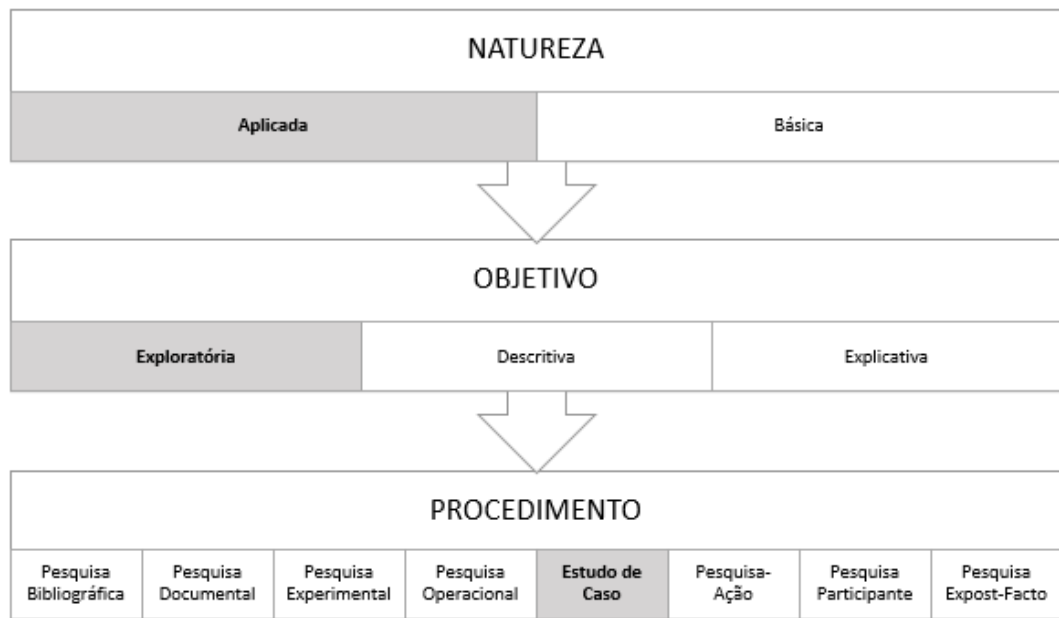 NATUREZA
Aplicada
Básica
OBJETIVO
Exploratória
Descritiva
Explicativa
PROCEDIMENTO
Pesquisa
Bibliográfica
Pesquisa
Documental
Pesquisa
Experimental
Pesquisa
Operacional
Estudo de
Caso
Pesquisa-
Ação
Pesquisa
Participante
Pesquisa
Expost-Facto